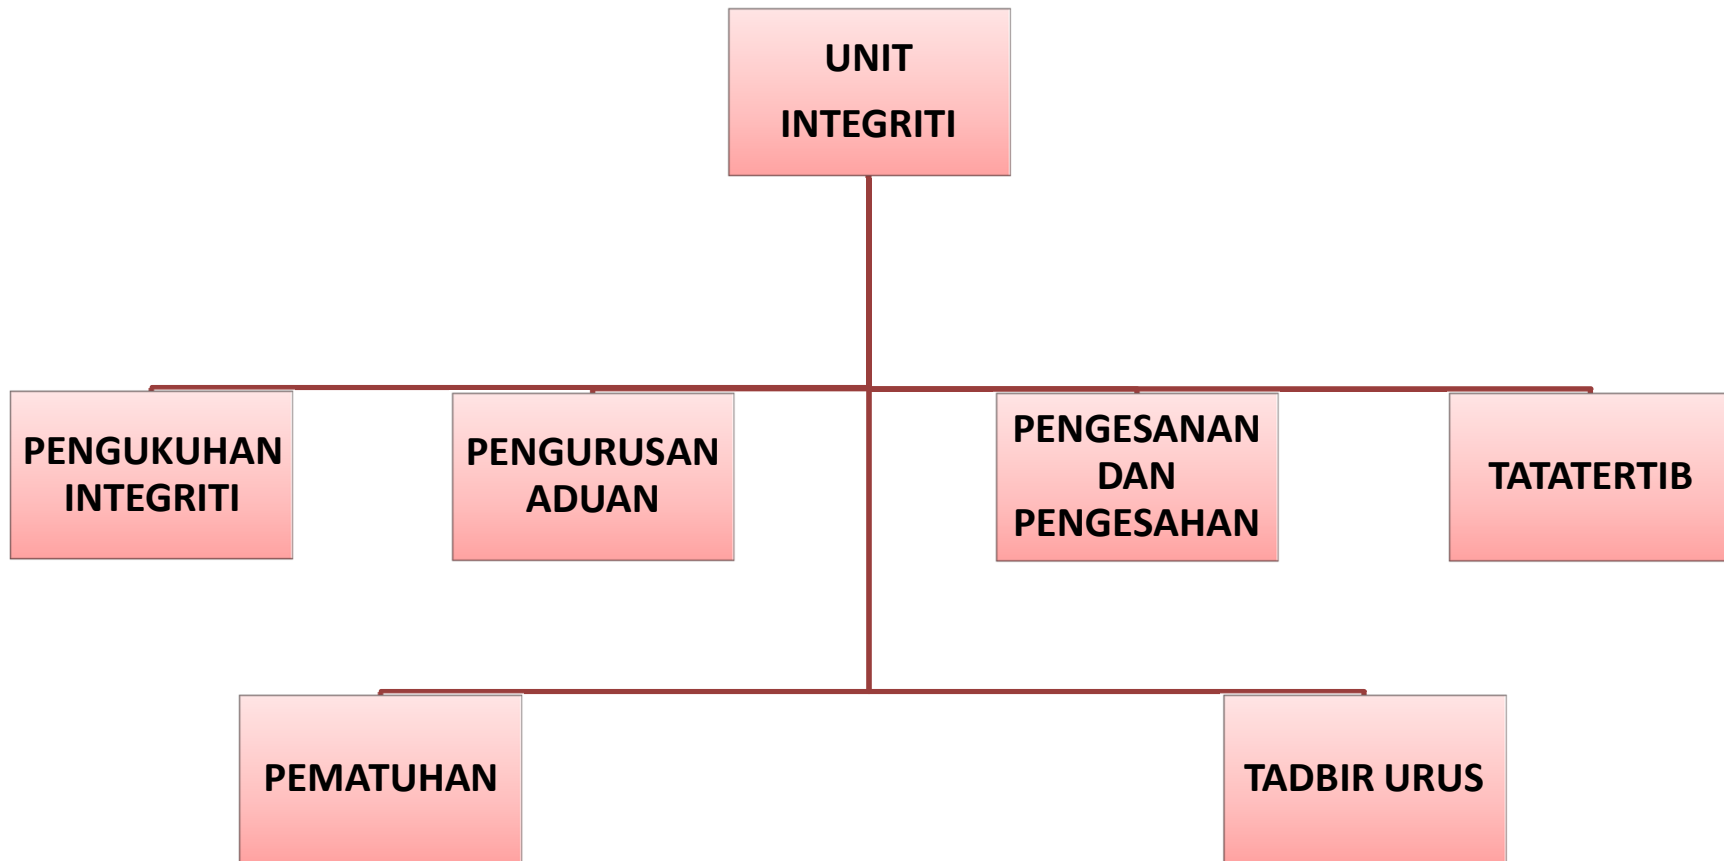 UNIT
INTEGRITI
PENGUKUHAN
INTEGRITI
PENGURUSAN
ADUAN
PENGESANAN
DAN
PENGESAHAN
TATATERTIB
PEMATUHAN
TADBIR URUS